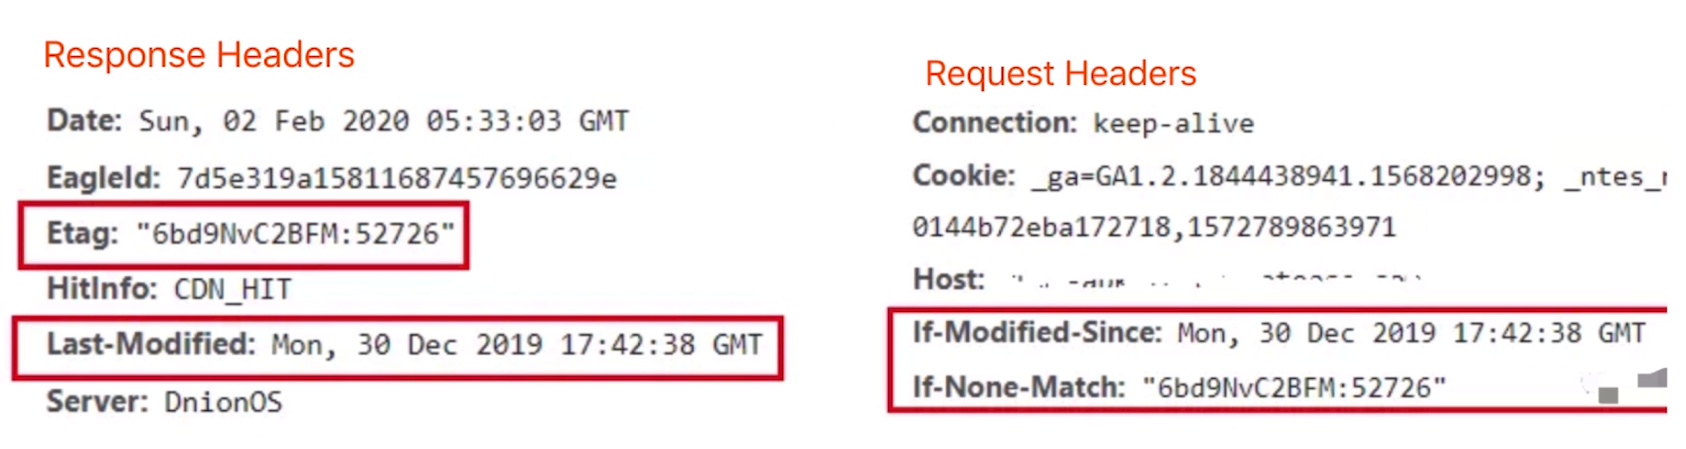 Response Headers
Date: Sun, 02 Feb 2020 05:33:03 GMT
EagleId: 7d5e319a15811687457696629e
Etag: "6bd9NvC2BFM:52726"
HitInfo: CDN_HIT
Last-Modified: Mon, 30 Dec 2019 17:42:38 GMT
Server: DnionOS
Request Headers
Connection: keep-alive
Cookie: _ga=GA1.2.1844438941.1568202998; _ntes_
0144b72eba172718,1572789863971
Host:
If-Modified-Since: Mon, 30 Dec 2019 17:42:38 GMT
If-None-Match: "6bd9NvC2BFM:52726"